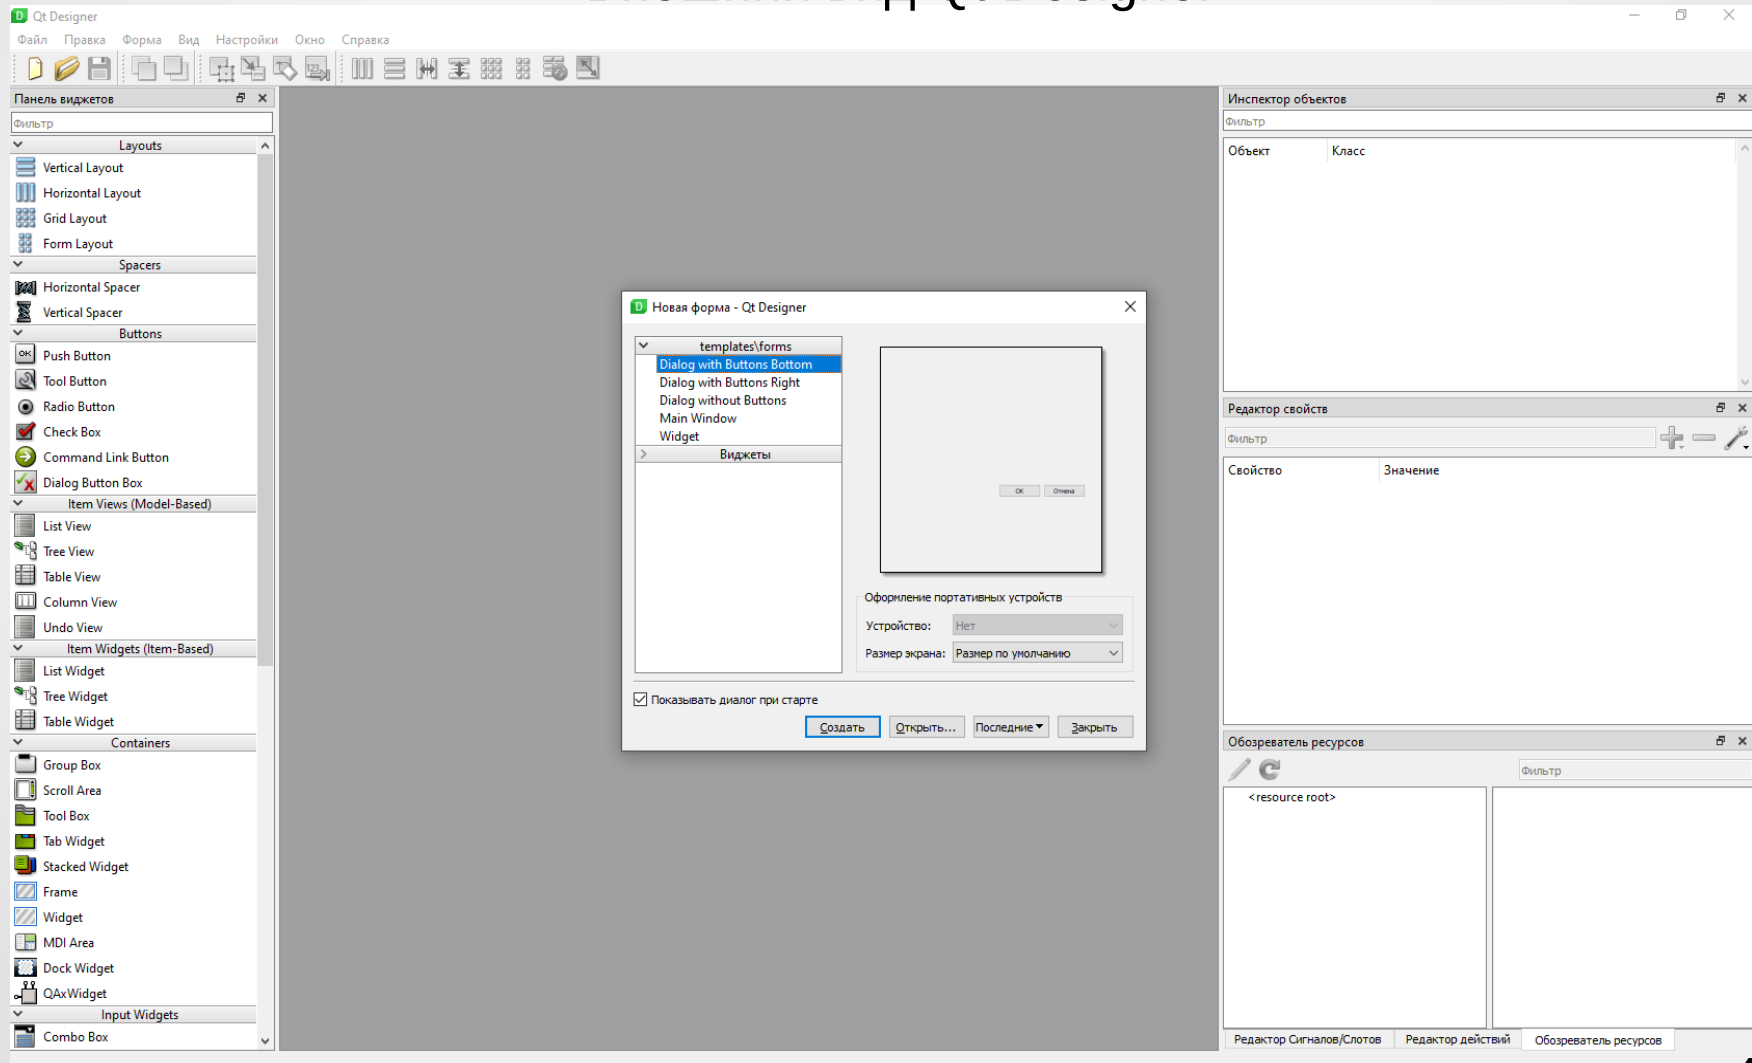 Qt Designer
Файл Правка Форма Вид Настройки Окно Справка
Панель виджетов
Фильтр
Layouts
Vertical Layout
Horizontal Layout
Grid Layout
Form Layout
Spacers
Horizontal Spacer
Vertical Spacer
Buttons
Push Button
Tool Button
Radio Button
Check Box
Command Link Button
Dialog Button Box
Item Views (Model-Based)
List View
Tree View
Table View
Column View
Undo View
Item Widgets (Item-Based)
List Widget
Tree Widget
Table Widget
Containers
Group Box
Scroll Area
Tool Box
Tab Widget
Stacked Widget
Frame
Widget
MDI Area
Dock Widget
QAxWidget
Input Widgets
Combo Box
Новая форма - Qt Designer
templates\forms
Dialog with Buttons Bottom
Dialog with Buttons Right
Dialog without Buttons
Main Window
Widget
Виджеты
OK Отмена
Оформление портативных устройств
Устройство: Нет
Размер экрана: Размер по умолчанию
Показывать диалог при старте
Создать Открыть... Последние Закрыть
Инспектор объектов
Фильтр
Объект Класс
Редактор свойств
Фильтр
Свойство Значение
Обозреватель ресурсов
Фильтр
<resource root>
Редактор Сигналов/Слотов Редактор действий Обозреватель ресурсов